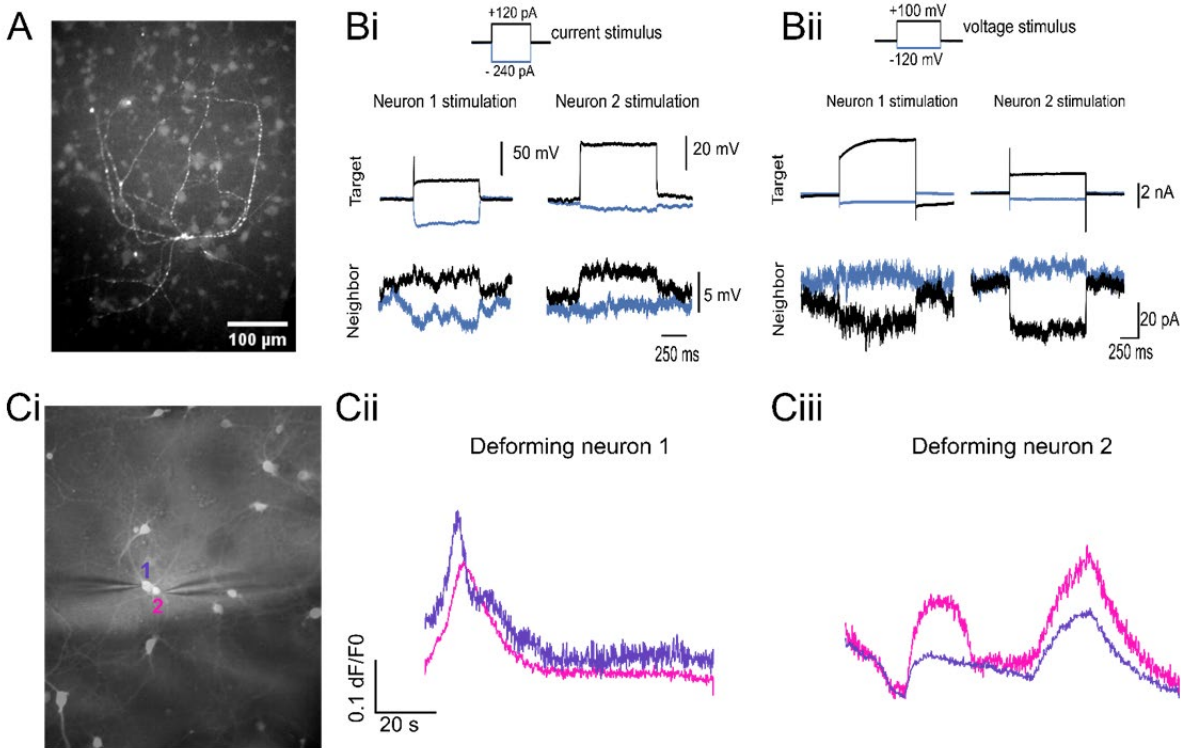 A
100 µm
Bi
+120 pA
current stimulus
- 240 pA
Neuron 1 stimulation
Neuron 2 stimulation
Target
50 mV
20 mV
Neighbor
5 mV
250 ms
Bii
+100 mV
voltage stimulus
-120 mV
Neuron 1 stimulation
Neuron 2 stimulation
Target
2 nA
Neighbor
20 pA
250 ms
Ci
1
2
Cii
Deforming neuron 1
0.1 dF/F0
20 s
Ciii
Deforming neuron 2